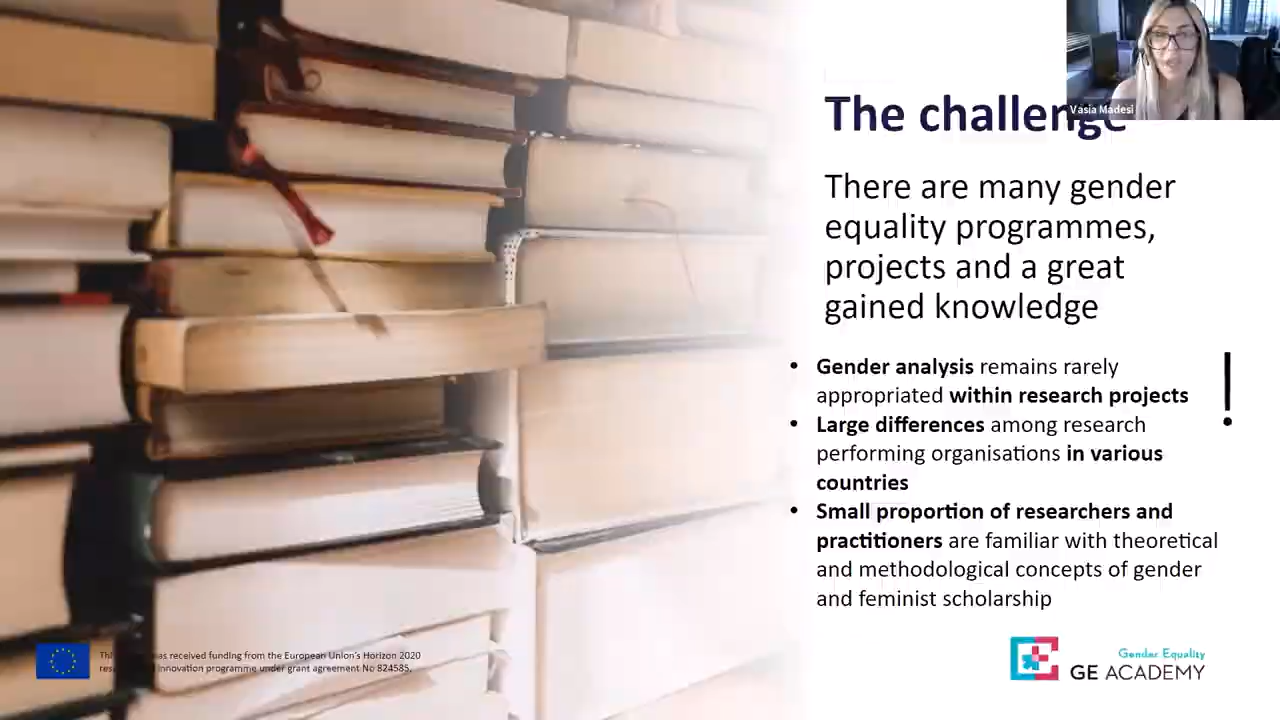 Vasia Madesi
The challenge
There are many gender
equality programmes,
projects and a great
gained knowledge
• Gender analysis remains rarely
appropriated within research projects
• Large differences among research
performing organisations in various
countries
• Small proportion of researchers and
practitioners are familiar with theoretical
and methodological concepts of gender
and feminist scholarship
!
as received funding from the European Union's Horizon 2020
innovation programme under grant agreement No 824585.
Gender Equality
GE ACADEMY